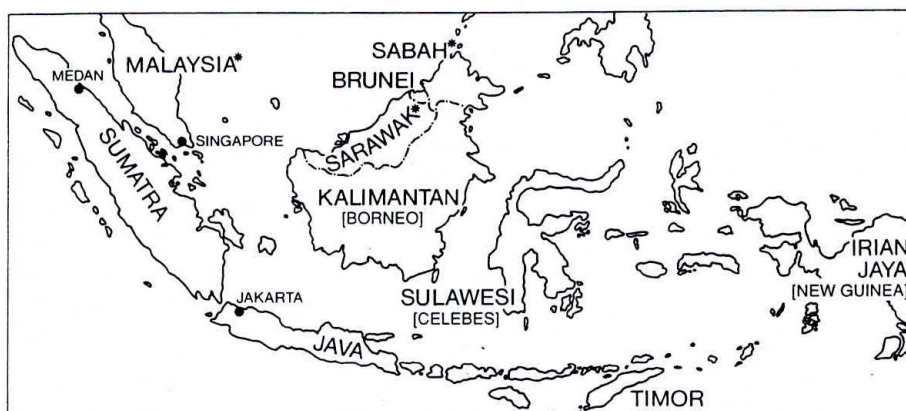 SABAH*
MALAYSIA*
BRUNEI
MEDAN
SARAWAK*
SINGAPORE
SUMATRA
KALIMANTAN
[BORNEO]
IRIAN
JAYA
[NEW GUINEA]
SULAWESI
[CELEBES]
JAKARTA
JAVA
TIMOR